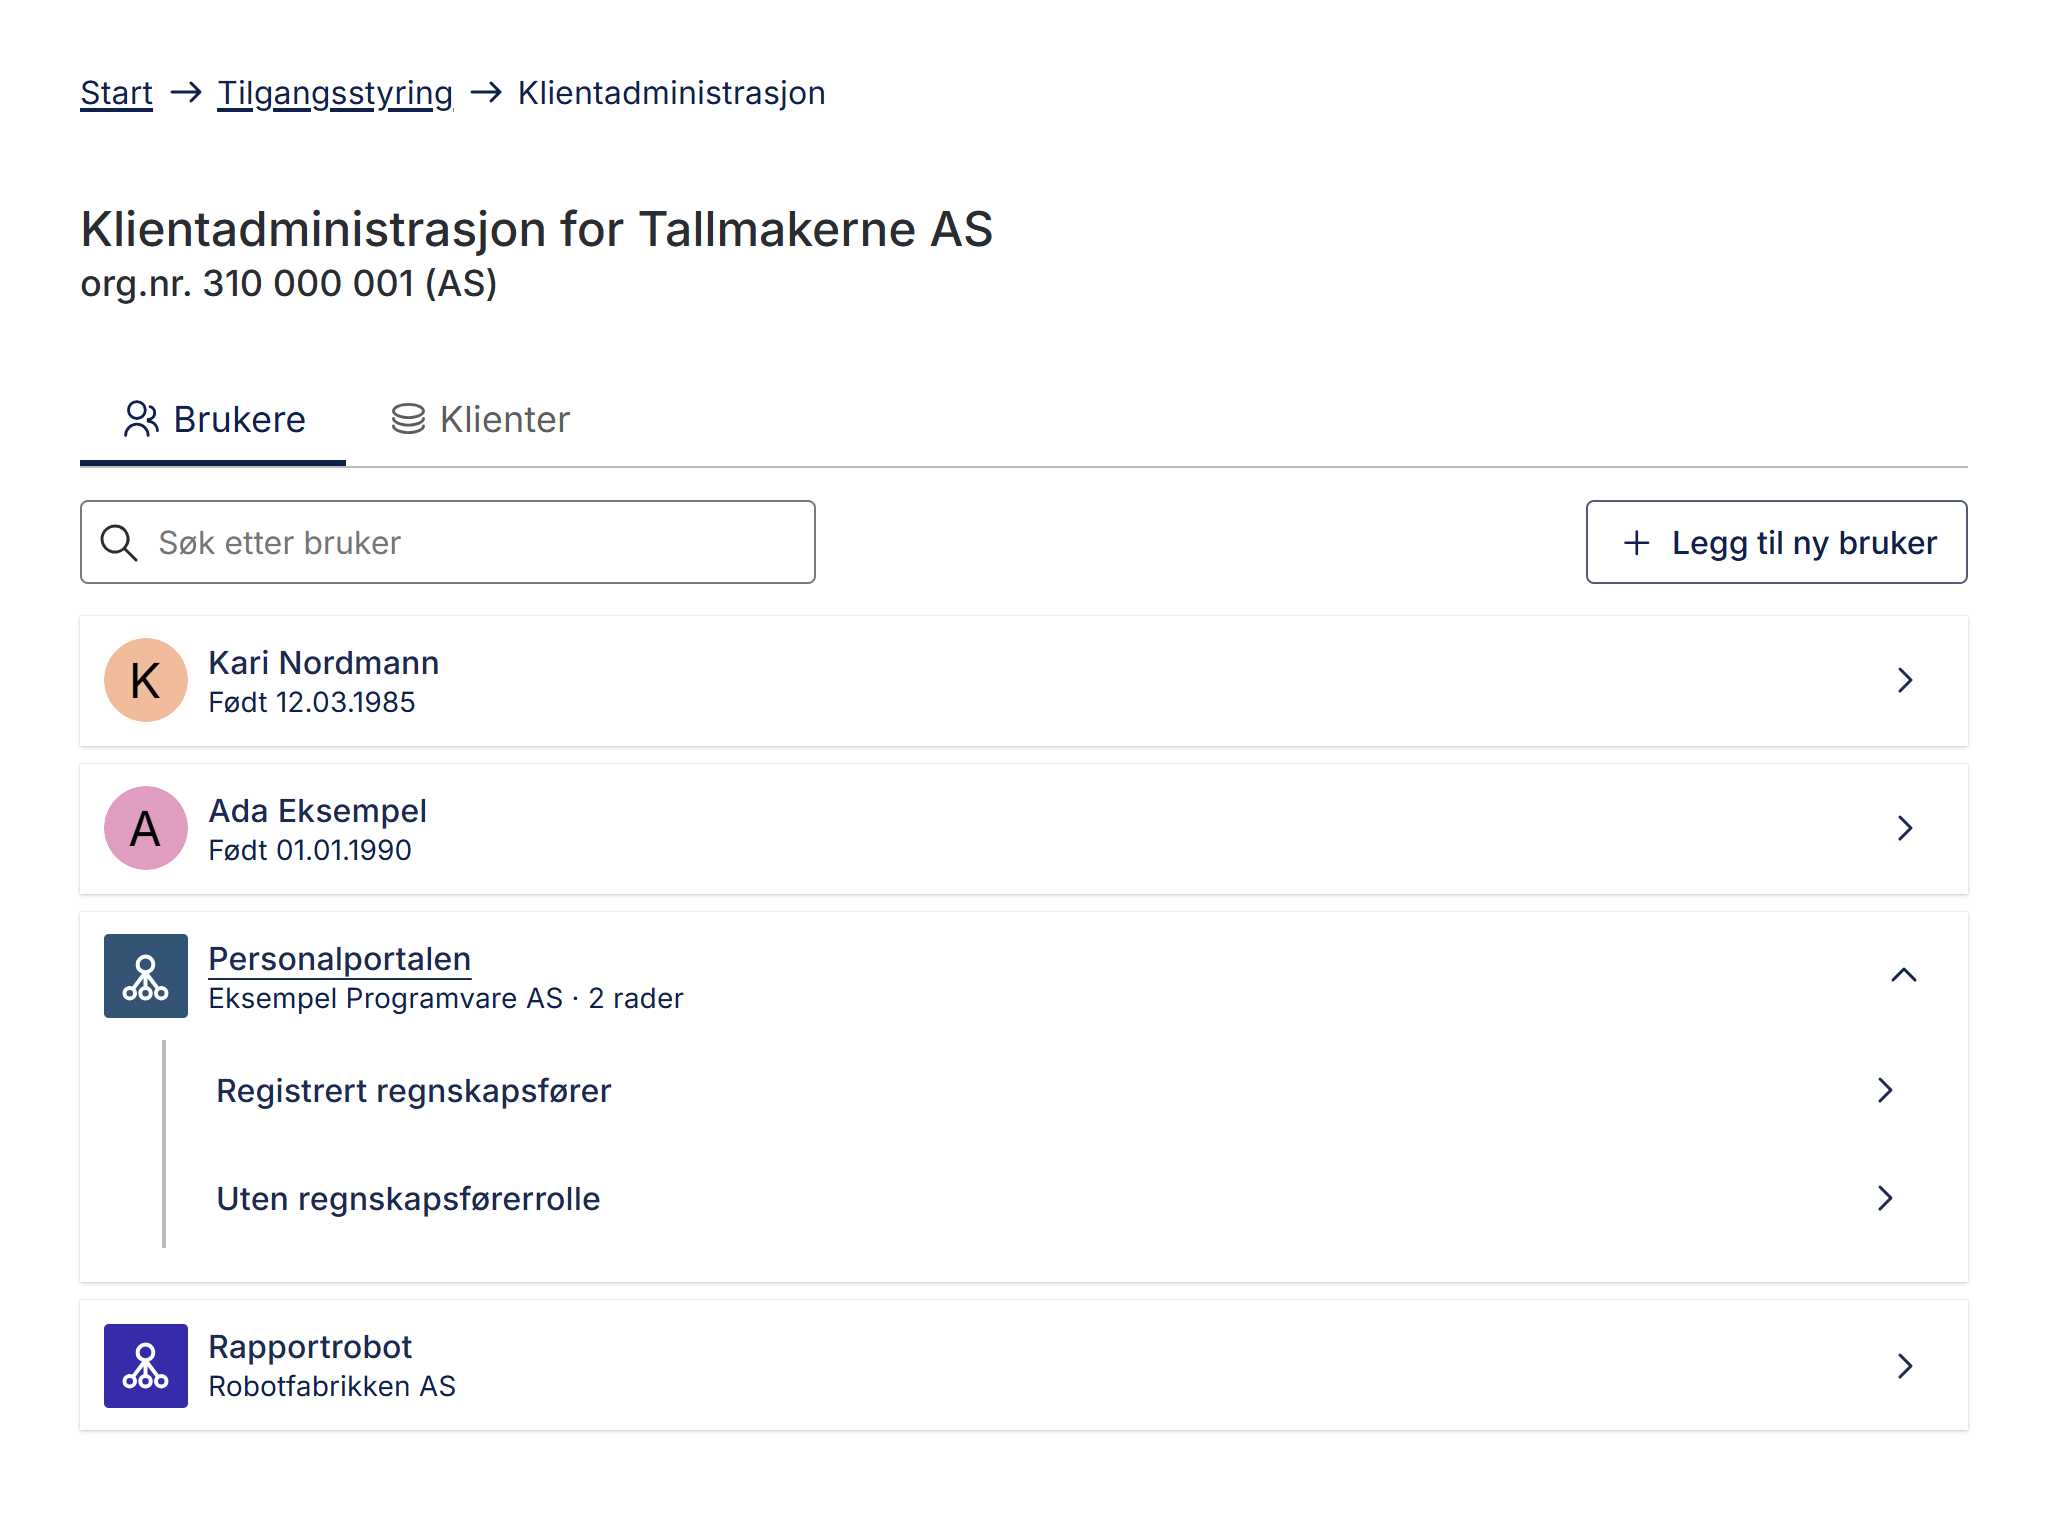 Start → Tilgangsstyring → Klientadministrasjon
Klientadministrasjon for Tallmakerne AS
org.nr. 310 000 001 (AS)
Brukere Klienter
Søk etter bruker + Legg til ny bruker
K
Kari Nordmann
Født 12.03.1985
A
Ada Eksempel
Født 01.01.1990
Personalportalen
Eksempel Programvare AS · 2 rader
Registrert regnskapsfører
Uten regnskapsførerrolle
Rapportrobot
Robotfabrikken AS